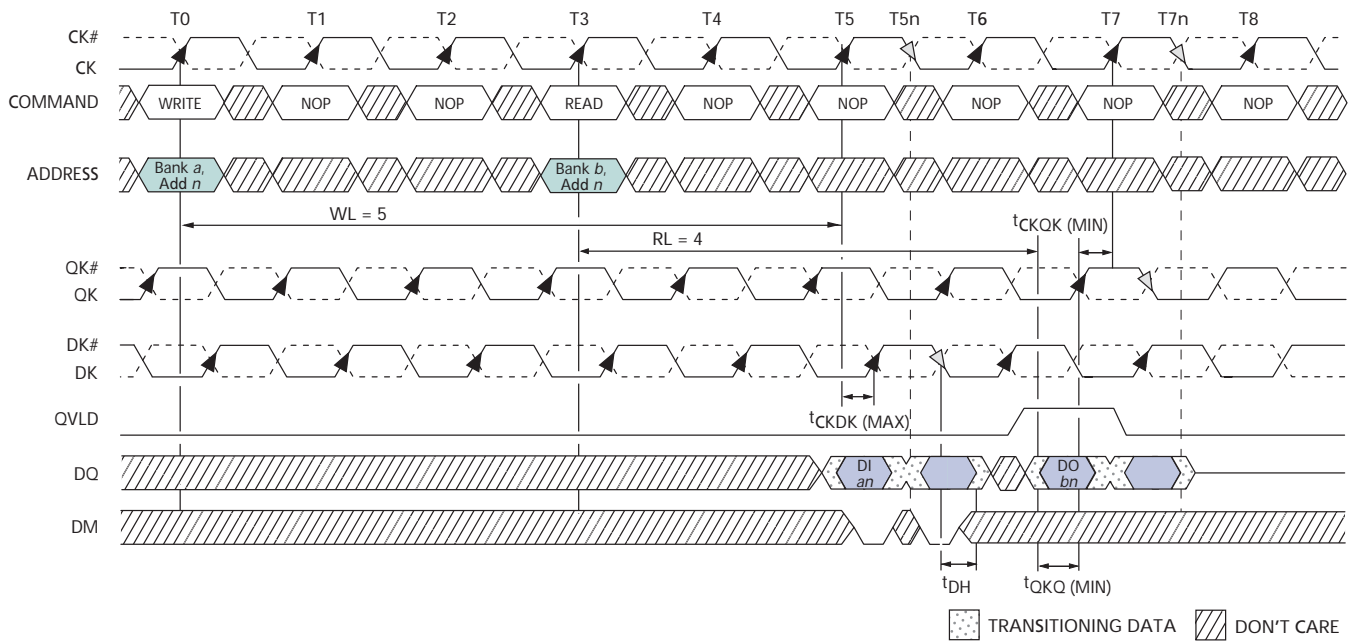 T0 T1 T2 T3 T4 T5 T5n T6 T7 T7n T8
CK#
CK
COMMAND WRITE NOP NOP READ NOP NOP NOP NOP NOP
ADDRESS Bank a, Add n Bank b, Add n
WL = 5
tCKQK (MIN)
RL = 4
QK#
QK
DK#
DK
tCKDK (MAX)
QVLD
DQ DI an DO bn
DM
tDH tQKQ (MIN)
TRANSITIONING DATA DON'T CARE